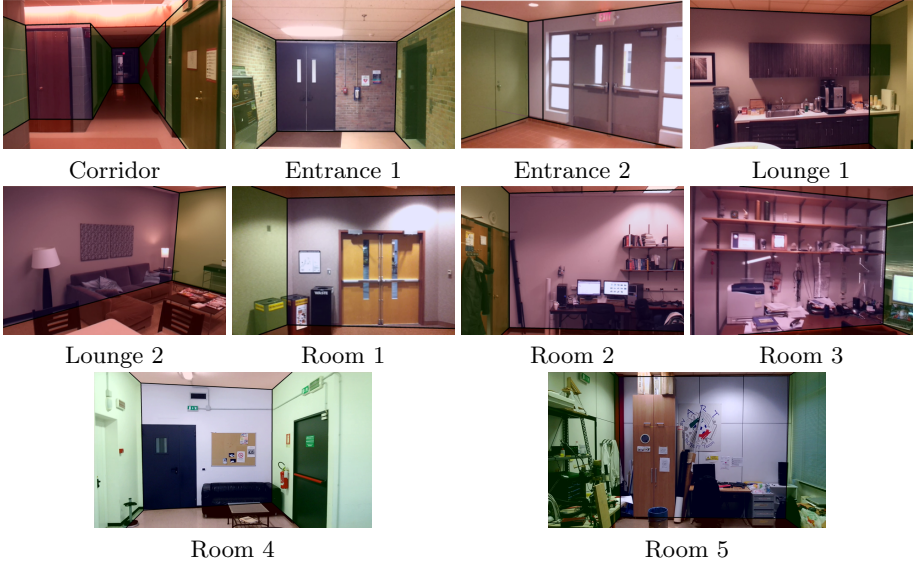 Corridor
Entrance 1
Entrance 2
Lounge 1
Lounge 2
Room 1
Room 2
Room 3
Room 4
Room 5